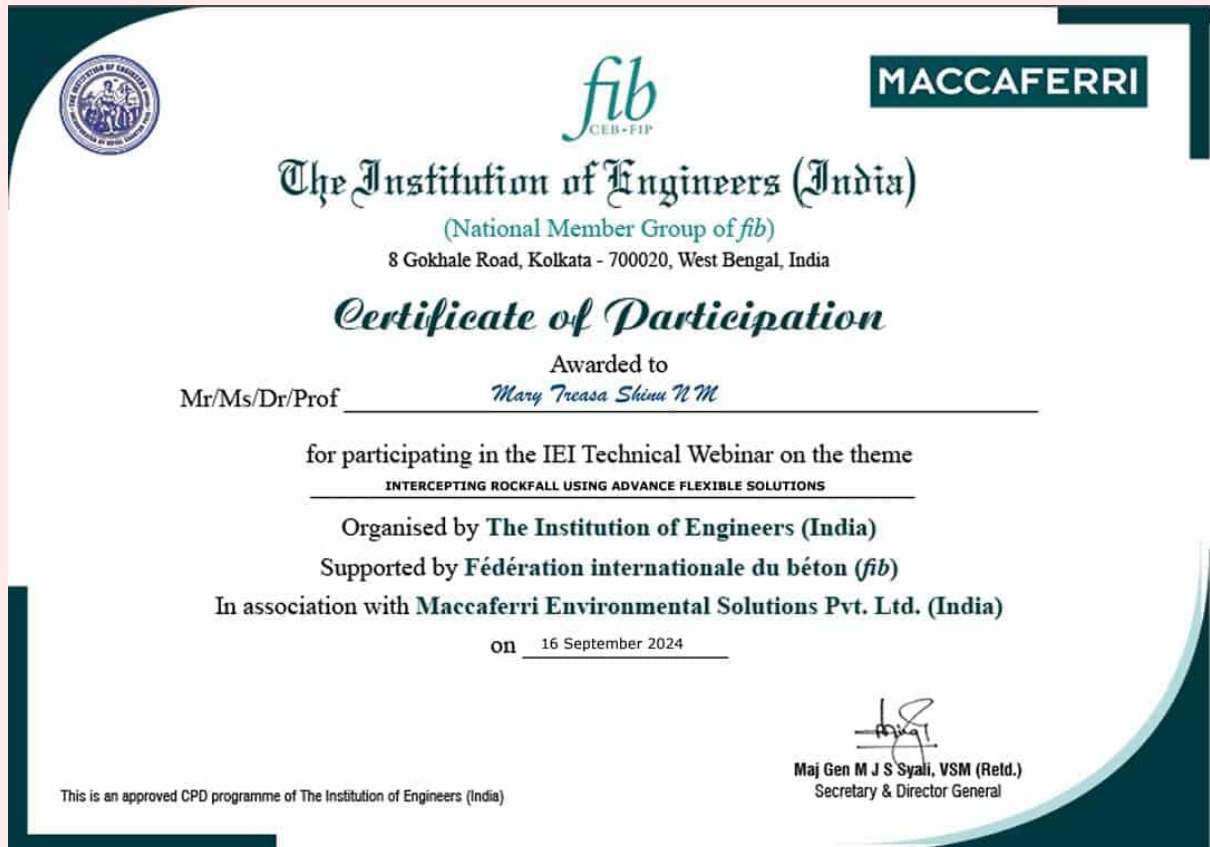 THE INSTITUTION OF ENGINEERS (INDIA)
fib
CEB-FIP
MACCAFERRI
The Institution of Engineers (India)
(National Member Group of fib)
8 Gokhale Road, Kolkata - 700020, West Bengal, India
Certificate of Participation
Awarded to
Mr/Ms/Dr/Prof Mary Treasa Shinu N M
for participating in the IEI Technical Webinar on the theme
INTERCEPTING ROCKFALL USING ADVANCE FLEXIBLE SOLUTIONS
Organised by The Institution of Engineers (India)
Supported by Fédération internationale du béton (fib)
In association with Maccaferri Environmental Solutions Pvt. Ltd. (India)
on 16 September 2024
Maj Gen M J S Syali, VSM (Retd.)
Secretary & Director General
This is an approved CPD programme of The Institution of Engineers (India)